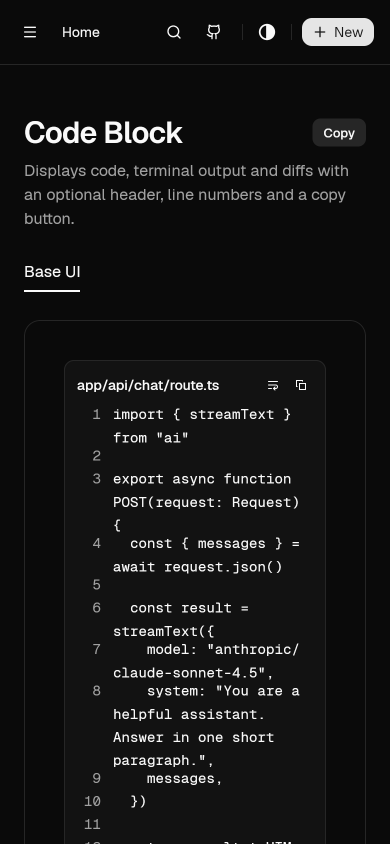 Home
New
Code Block
Copy
Displays code, terminal output and diffs with
an optional header, line numbers and a copy
button.
Base UI
app/api/chat/route.ts
1 import { streamText }
from "ai"
2
3 export async function
POST(request: Request)
{
4   const { messages } =
await request.json()
5
6   const result =
streamText({
7     model: "anthropic/
claude-sonnet-4.5",
8     system: "You are a
helpful assistant.
Answer in one short
paragraph.",
9     messages,
10   })
11